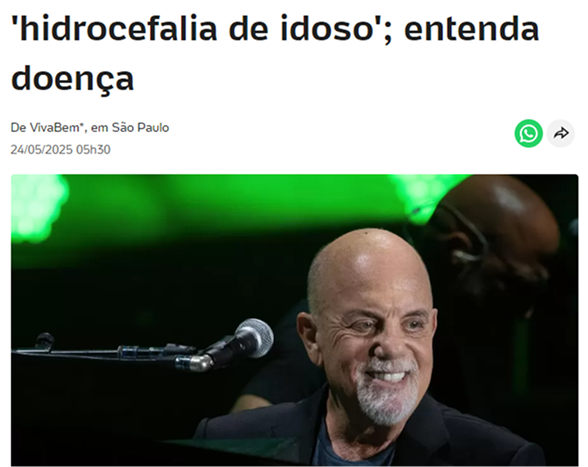 'hidrocefalia de idoso'; entenda
doença
De VivaBem*, em São Paulo
24/05/2025 05h30